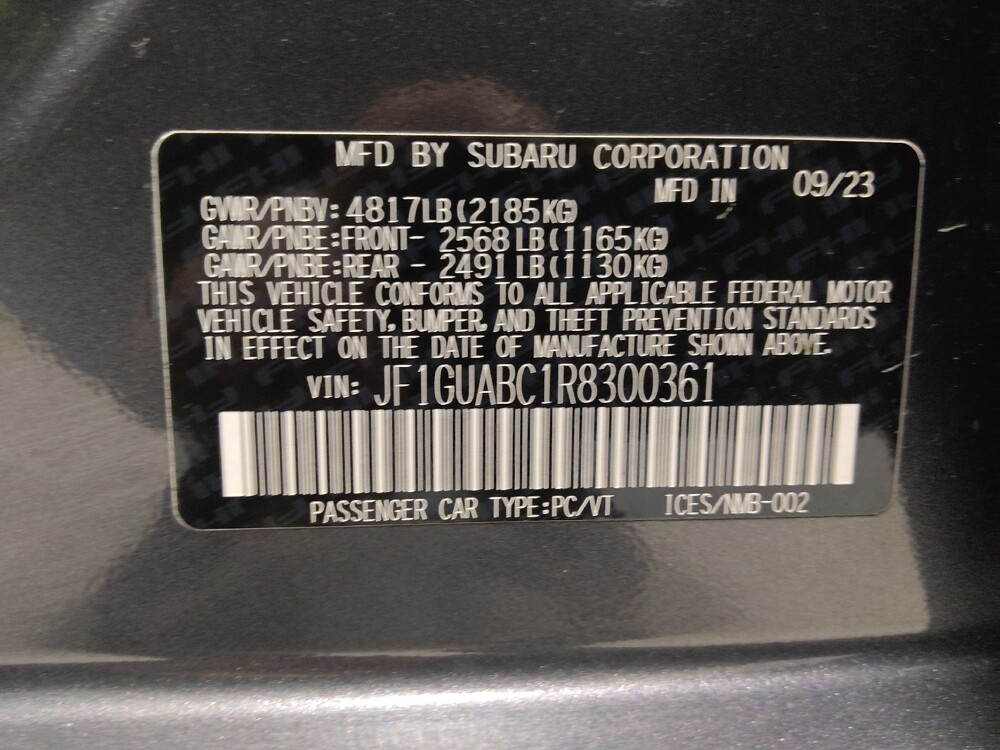 MFD BY SUBARU CORPORATION
MFD IN 09/23
GVWR/PNBV: 4817LB(2185KG)
GAWR/PNBE:FRONT- 2568LB(1165KG)
GAWR/PNBE:REAR - 2491LB(1130KG)
THIS VEHICLE CONFORMS TO ALL APPLICABLE FEDERAL MOTOR
VEHICLE SAFETY, BUMPER, AND THEFT PREVENTION STANDARDS
IN EFFECT ON THE DATE OF MANUFACTURE SHOWN ABOVE.
VIN: JF1GUABC1R8300361
PASSENGER CAR TYPE:PC/VT ICES/NMB-002